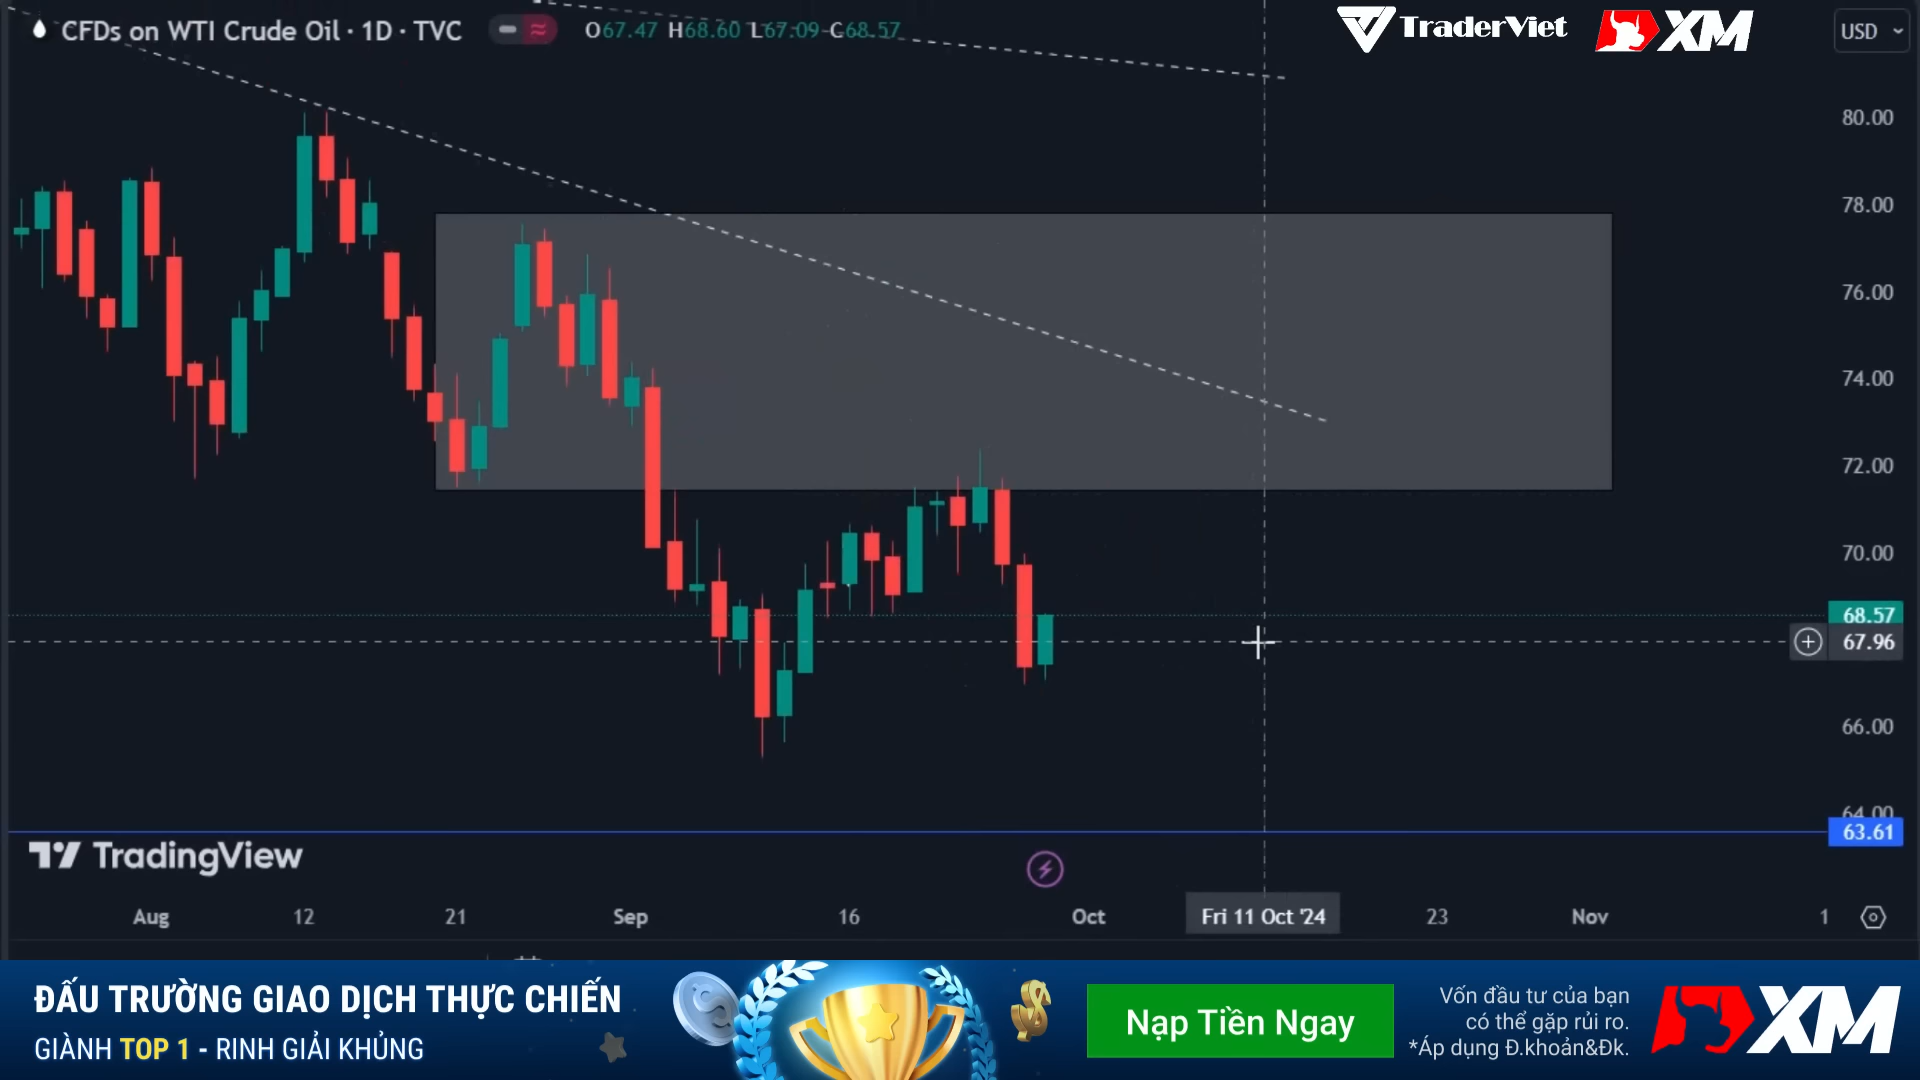 CFDs on WTI Crude Oil · 1D · TVC
O67.47 H68.60 L67.09 C68.57
TraderViet
XM
USD
80.00
78.00
76.00
74.00
72.00
70.00
68.57
67.96
66.00
64.00
63.61
TradingView
Aug
12
21
Sep
16
Oct
Fri 11 Oct '24
23
Nov
1
ĐẤU TRƯỜNG GIAO DỊCH THỰC CHIẾN
GIÀNH TOP 1 - RINH GIẢI KHỦNG
Nạp Tiền Ngay
Vốn đầu tư của bạn
có thể gặp rủi ro.
*Áp dụng Đ.khoản&Đk.
XM